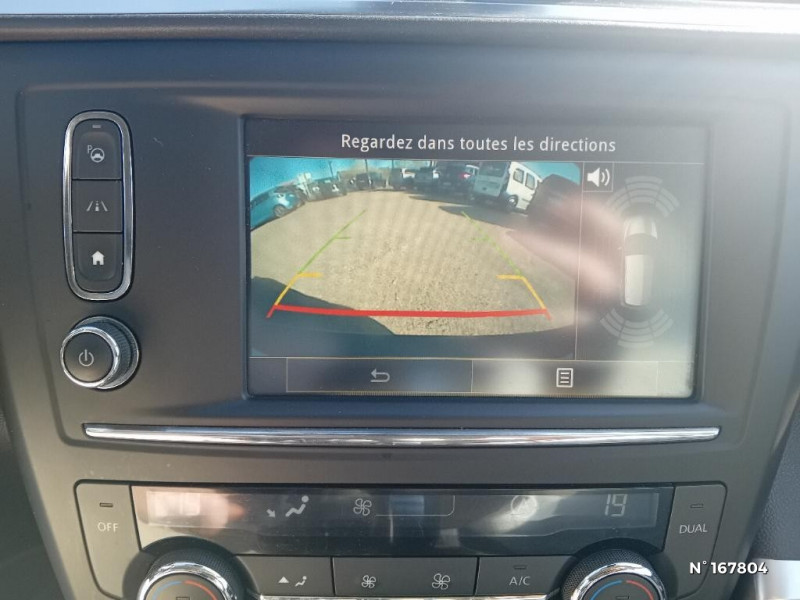 Regardez dans toutes les directions
P
OFF
19
DUAL
A/C
N°167804